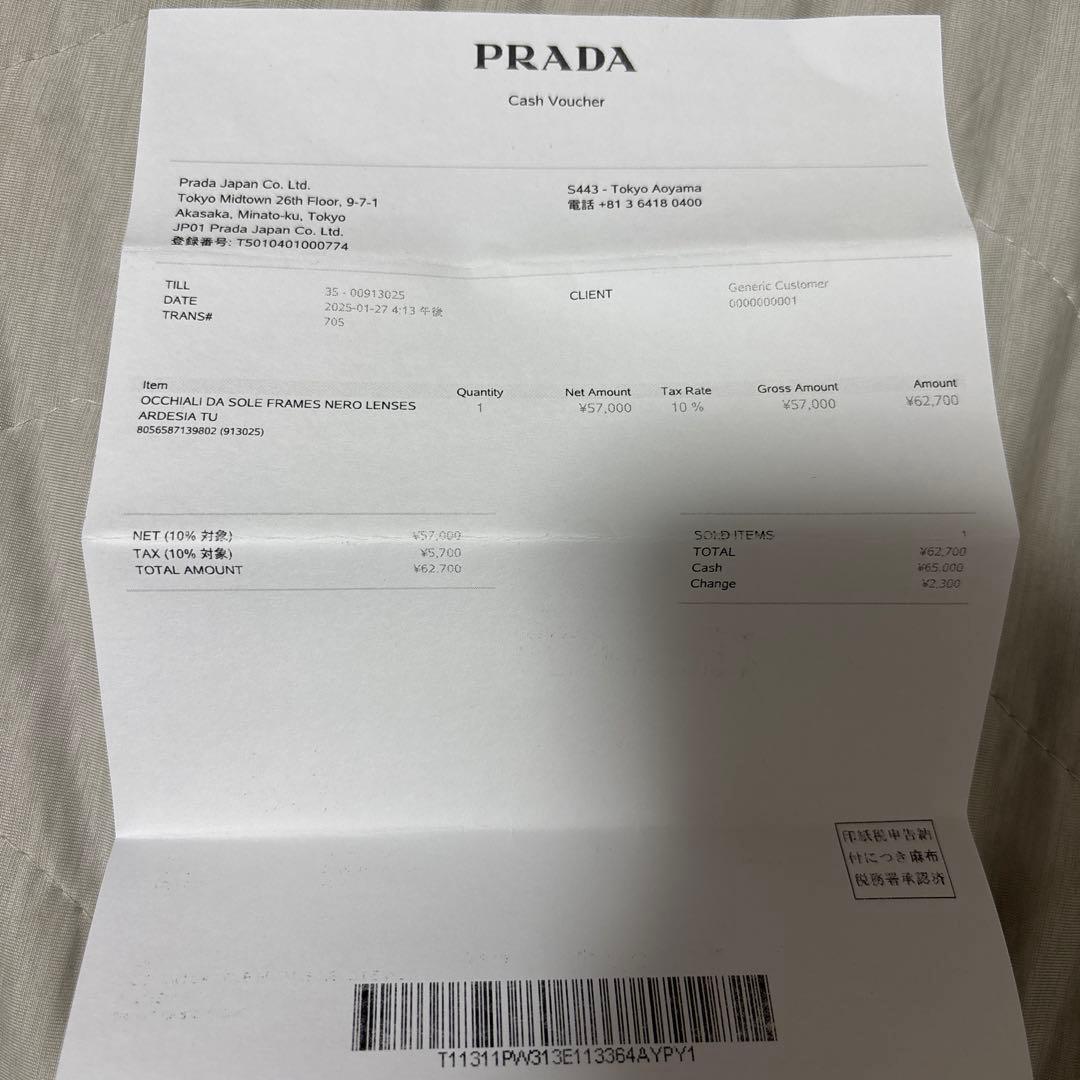 PRADA
Cash Voucher
Prada Japan Co. Ltd.
Tokyo Midtown 26th Floor, 9-7-1
Akasaka, Minato-ku, Tokyo
JP01 Prada Japan Co. Ltd.
登録番号: T5010401000774
S443 - Tokyo Aoyama
電話 +81 3 6418 0400
TILL 35 - 00913025
DATE 2025-01-27 4:13 午後
TRANS# 705
CLIENT Generic Customer
0000000001
Item Quantity Net Amount Tax Rate Gross Amount Amount
OCCHIALI DA SOLE FRAMES NERO LENSES 1 ¥57,000 10 % ¥57,000 ¥62,700
ARDESIA TU
8056587139802 (913025)
NET (10% 対象) ¥57,000
TAX (10% 対象) ¥5,700
TOTAL AMOUNT ¥62,700
SOLD ITEMS 1
TOTAL ¥62,700
Cash ¥65,000
Change ¥2,300
印紙税申告納
付につき麻布
税務署承認済
T11311PW313E113364AYPY1